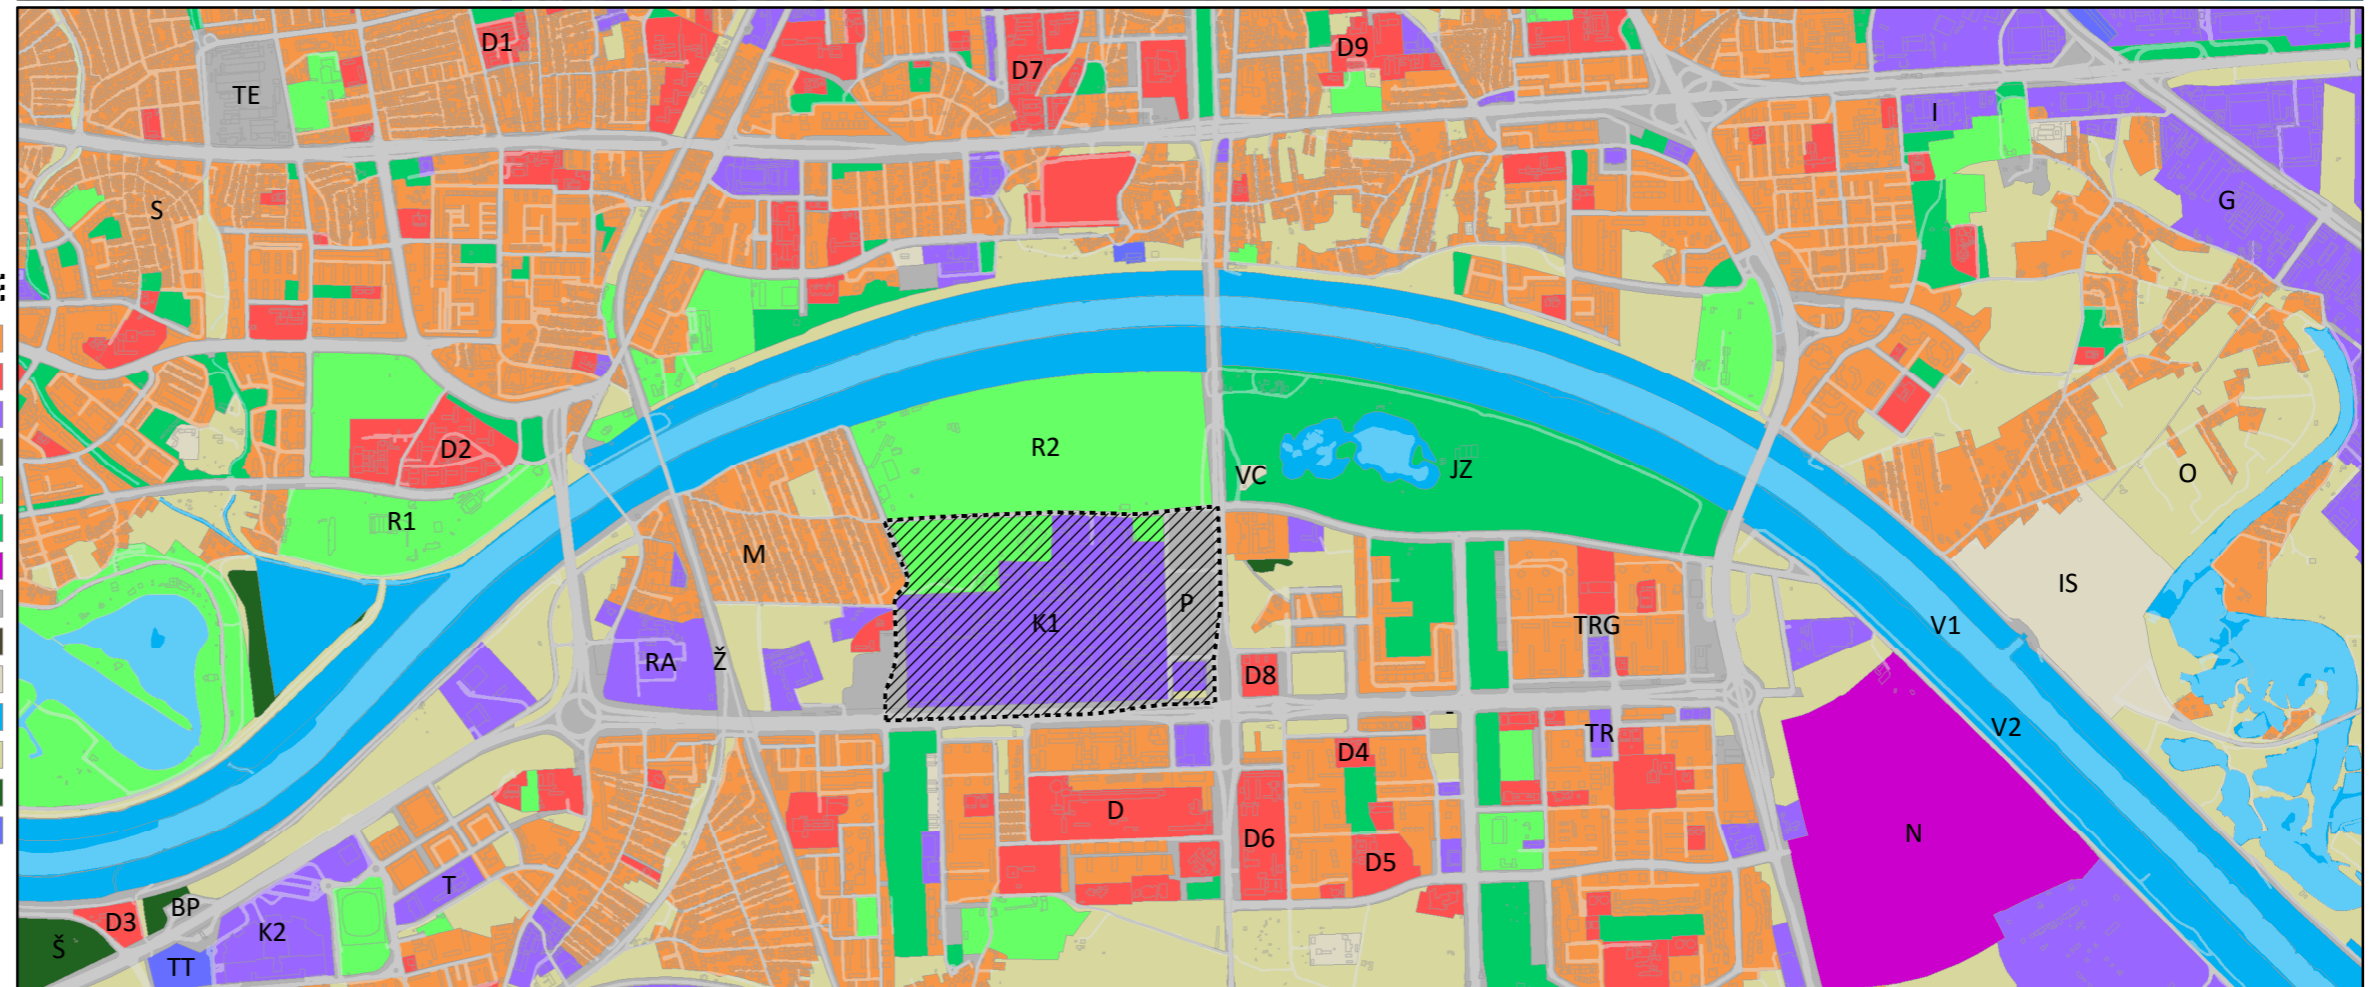 D1
D9
D7
TE
I
G
S
D2
R2
VC
JZ
O
R1
M
K1
P
IS
TRG
V1
RA
Ž
D8
V2
TR
D4
D
N
D6
D5
T
BP
D3
K2
Š
TT